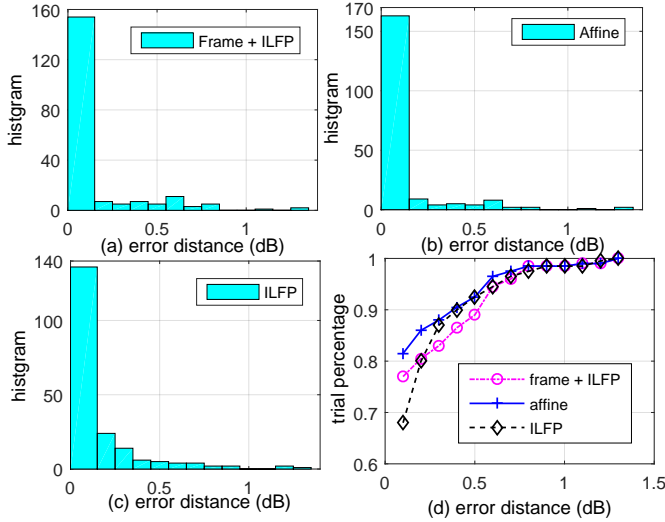 160
120
80
40
0
histgram
Frame + ILFP
0
0.5
1
(a) error distance (dB)
170
150
100
50
0
histgram
Affine
0
0.5
1
(b) error distance (dB)
140
100
50
0
histgram
ILFP
0
0.5
1
(c) error distance (dB)
1
0.9
0.8
0.7
0.6
trial percentage
frame + ILFP
affine
ILFP
0
0.5
1
1.5
(d) error distance (dB)